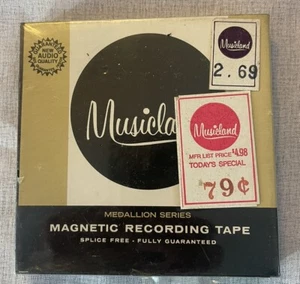 NEW
AUDIO
QUALITY
Musicland
2.69
Musicland
Musicland
MFR LIST PRICE $4.98
TODAY'S SPECIAL
79¢
MEDALLION SERIES
MAGNETIC RECORDING TAPE
SPLICE FREE - FULLY GUARANTEED